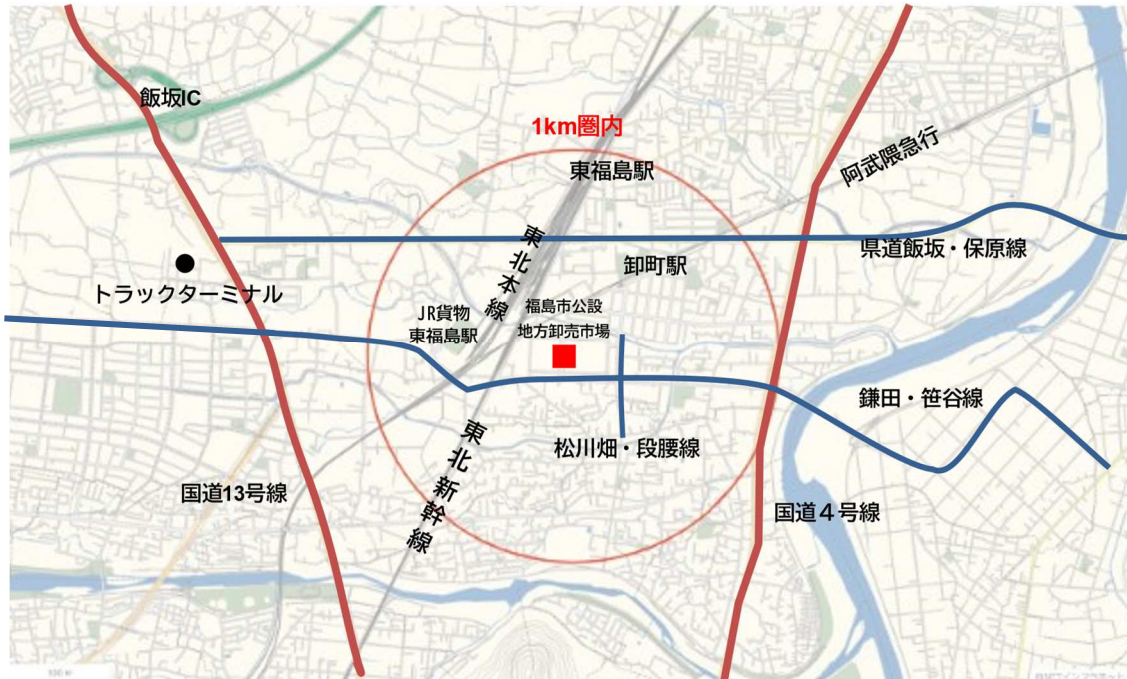 飯坂IC
1km圏内
東福島駅
阿武隈急行
東北本線
県道飯坂・保原線
卸町駅
トラックターミナル
JR貨物
東福島駅
福島市公設
地方卸売市場
鎌田・笹谷線
東北新幹線
松川畑・段腰線
国道13号線
国道４号線